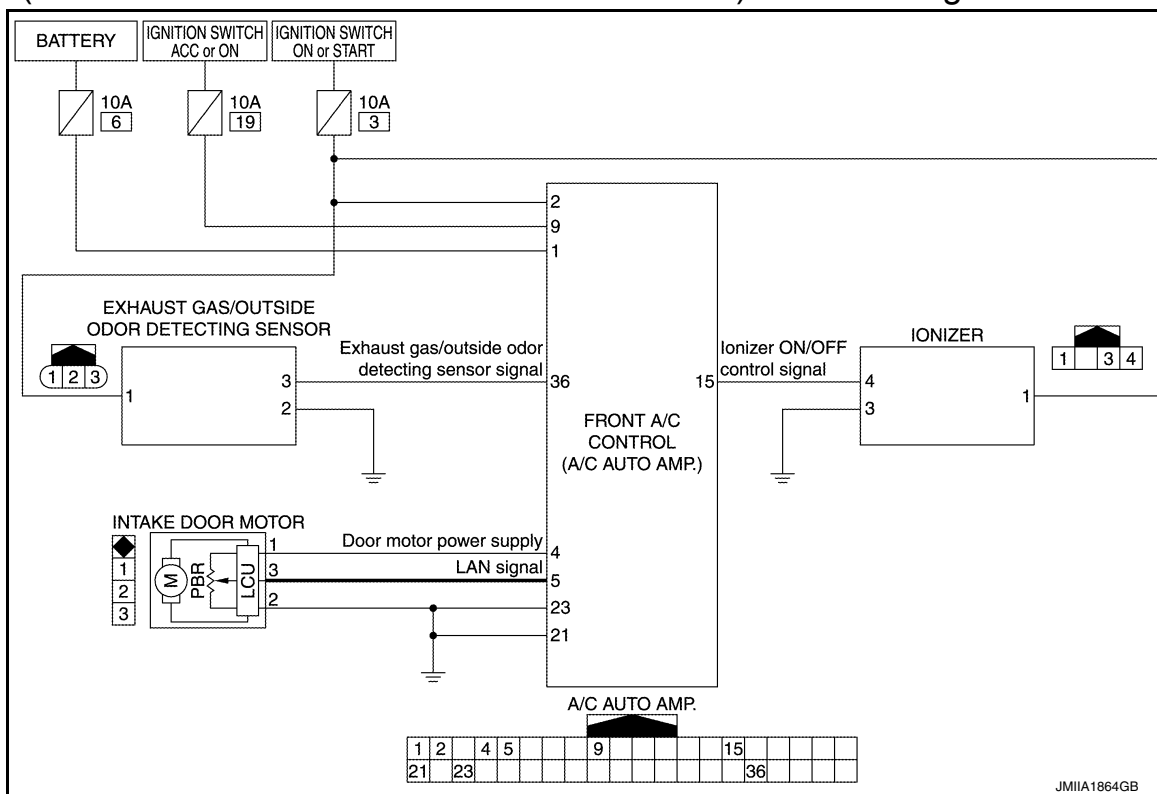 BATTERY
IGNITION SWITCH
ACC or ON
IGNITION SWITCH
ON or START
10A
6
10A
19
10A
3
2
9
1
EXHAUST GAS/OUTSIDE
ODOR DETECTING SENSOR
1 2 3
1
3
2
Exhaust gas/outside odor
detecting sensor signal
36
15
Ionizer ON/OFF
control signal
IONIZER
4
3
1
1 3 4
FRONT A/C
CONTROL
(A/C AUTO AMP.)
INTAKE DOOR MOTOR
1
2
3
M
PBR
LCU
1
3
2
Door motor power supply
LAN signal
4
5
23
21
A/C AUTO AMP.
1 2 4 5 9 15
21 23 36
JMIIA1864GB